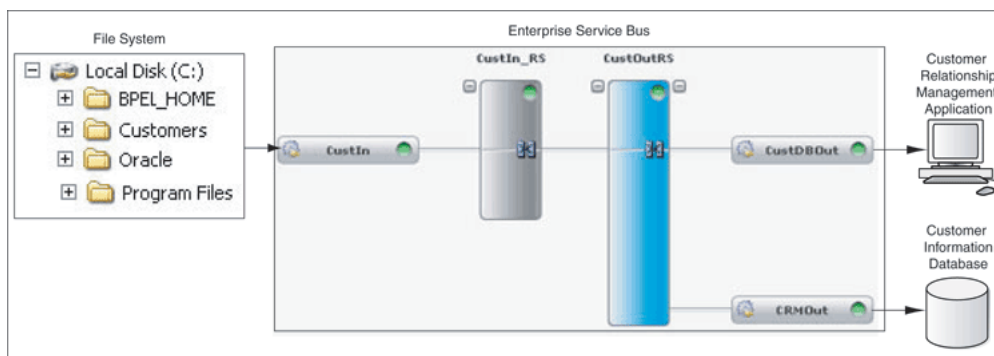 File System
Local Disk (C:)
BPEL_HOME
Customers
Oracle
Program Files
Enterprise Service Bus
CustIn
CustIn_RS
CustOutRS
CustDBOut
CRMOut
Customer
Relationship
Management
Application
Customer
Information
Database